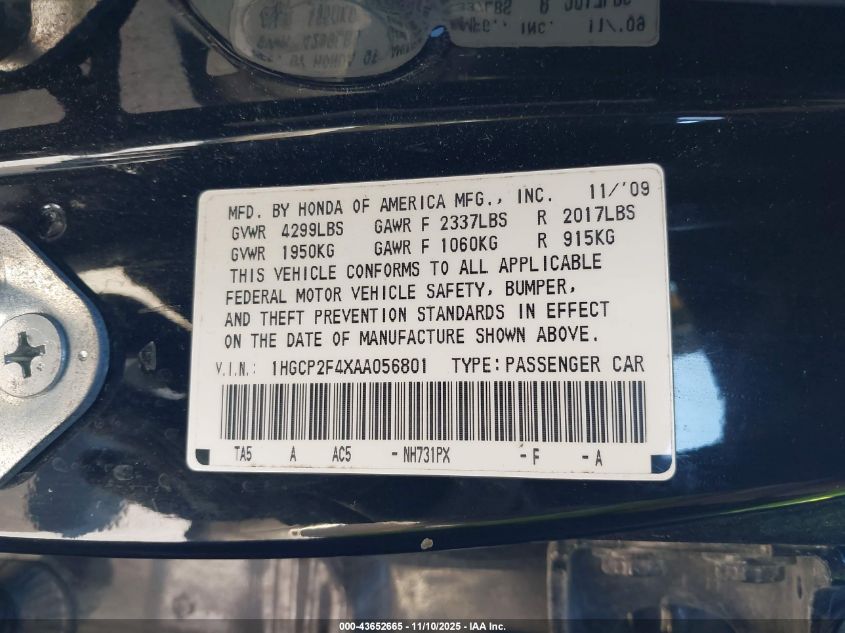 MFD. BY HONDA OF AMERICA MFG., INC. 11/'09
GVWR 4299LBS GAWR F 2337LBS R 2017LBS
GVWR 1950KG GAWR F 1060KG R 915KG
THIS VEHICLE CONFORMS TO ALL APPLICABLE
FEDERAL MOTOR VEHICLE SAFETY, BUMPER,
AND THEFT PREVENTION STANDARDS IN EFFECT
ON THE DATE OF MANUFACTURE SHOWN ABOVE.
V.I.N.: 1HGCP2F4XAA056801 TYPE: PASSENGER CAR
TA5 A AC5 - NH731PX - F - A
000-43652665 - 11/10/2025 - IAA Inc.